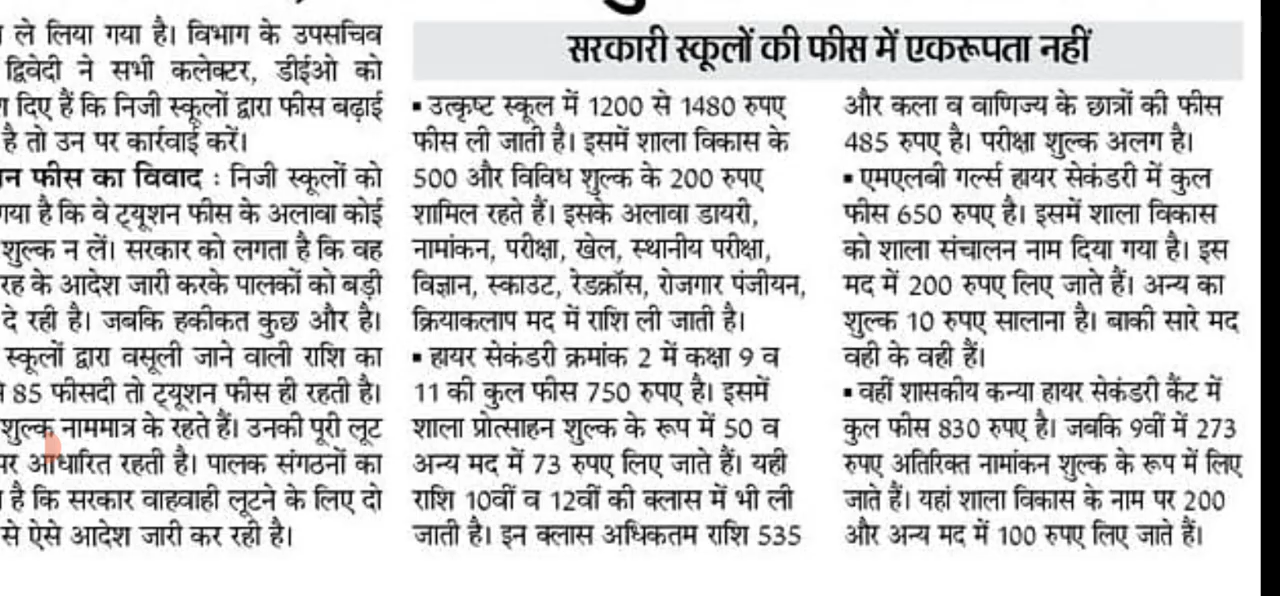 ले लिया गया है। विभाग के उपसचिव
द्विवेदी ने सभी कलेक्टर, डीईओ को
दिए हैं कि निजी स्कूलों द्वारा फीस बढ़ाई
है तो उन पर कार्रवाई करें।
फीस का विवाद : निजी स्कूलों को
गया है कि वे ट्यूशन फीस के अलावा कोई
शुल्क न लें। सरकार को लगता है कि वह
के आदेश जारी करके पालकों को बड़ी
दे रही है। जबकि हकीकत कुछ और है।
स्कूलों द्वारा वसूली जाने वाली राशि का
85 फीसदी तो ट्यूशन फीस ही रहती है।
शुल्क नाममात्र के रहते हैं। उनकी पूरी लूट
पर आधारित रहती है। पालक संगठनों का
है कि सरकार वाहवाही लूटने के लिए दो
से ऐसे आदेश जारी कर रही है।
सरकारी स्कूलों की फीस में एकरूपता नहीं
▪ उत्कृष्ट स्कूल में 1200 से 1480 रुपए
फीस ली जाती है। इसमें शाला विकास के
500 और विविध शुल्क के 200 रुपए
शामिल रहते हैं। इसके अलावा डायरी,
नामांकन, परीक्षा, खेल, स्थानीय परीक्षा,
विज्ञान, स्काउट, रेडक्रॉस, रोजगार पंजीयन,
क्रियाकलाप मद में राशि ली जाती है।
▪ हायर सेकंडरी क्रमांक 2 में कक्षा 9 व
11 की कुल फीस 750 रुपए है। इसमें
शाला प्रोत्साहन शुल्क के रूप में 50 व
अन्य मद में 73 रुपए लिए जाते हैं। यही
राशि 10वीं व 12वीं की क्लास में भी ली
जाती है। इन क्लास अधिकतम राशि 535
और कला व वाणिज्य के छात्रों की फीस
485 रुपए है। परीक्षा शुल्क अलग है।
▪ एमएलबी गर्ल्स हायर सेकंडरी में कुल
फीस 650 रुपए है। इसमें शाला विकास
को शाला संचालन नाम दिया गया है। इस
मद में 200 रुपए लिए जाते हैं। अन्य का
शुल्क 10 रुपए सालाना है। बाकी सारे मद
वही के वही हैं।
▪ वहीं शासकीय कन्या हायर सेकंडरी कैंट में
कुल फीस 830 रुपए है। जबकि 9वीं में 273
रुपए अतिरिक्त नामांकन शुल्क के रूप में लिए
जाते हैं। यहां शाला विकास के नाम पर 200
और अन्य मद में 100 रुपए लिए जाते हैं।